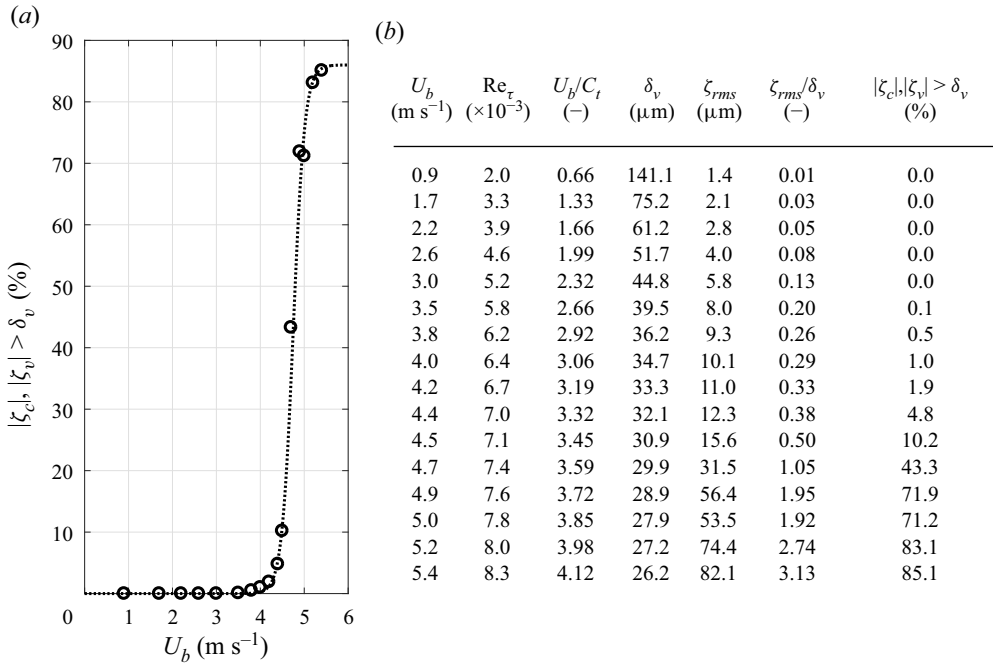 (a)
90
80
70
60
50
40
30
20
10
0
1 2 3 4 5 6
|ζc|, |ζv| > δv (%)
Ub (m s−1)
(b)
Ub Reτ Ub/Ct δv ζrms ζrms/δv |ζc|,|ζv| > δv
(m s−1) (×10−3) (−) (μm) (μm) (−) (%)
0.9 2.0 0.66 141.1 1.4 0.01 0.0
1.7 3.3 1.33 75.2 2.1 0.03 0.0
2.2 3.9 1.66 61.2 2.8 0.05 0.0
2.6 4.6 1.99 51.7 4.0 0.08 0.0
3.0 5.2 2.32 44.8 5.8 0.13 0.0
3.5 5.8 2.66 39.5 8.0 0.20 0.1
3.8 6.2 2.92 36.2 9.3 0.26 0.5
4.0 6.4 3.06 34.7 10.1 0.29 1.0
4.2 6.7 3.19 33.3 11.0 0.33 1.9
4.4 7.0 3.32 32.1 12.3 0.38 4.8
4.5 7.1 3.45 30.9 15.6 0.50 10.2
4.7 7.4 3.59 29.9 31.5 1.05 43.3
4.9 7.6 3.72 28.9 56.4 1.95 71.9
5.0 7.8 3.85 27.9 53.5 1.92 71.2
5.2 8.0 3.98 27.2 74.4 2.74 83.1
5.4 8.3 4.12 26.2 82.1 3.13 85.1